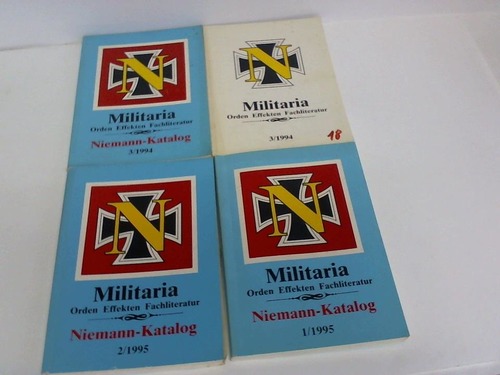 N
Militaria
Orden Effekten Fachliteratur
Niemann-Katalog
3/1994
N
Militaria
Orden Effekten Fachliteratur
3/1994
18
N
Militaria
Orden Effekten Fachliteratur
Niemann-Katalog
2/1995
N
Militaria
Orden Effekten Fachliteratur
Niemann-Katalog
1/1995